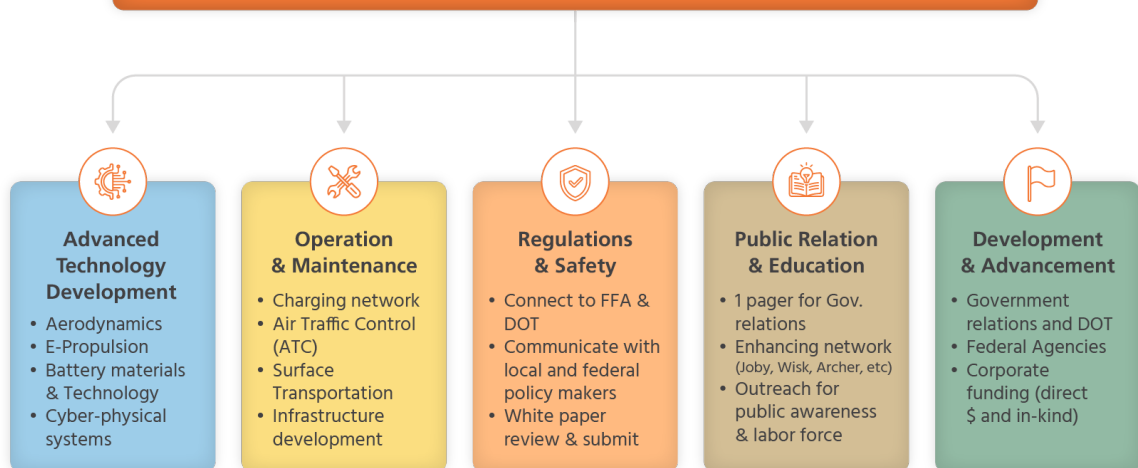 Advanced
Technology
Development
• Aerodynamics
• E-Propulsion
• Battery materials
& Technology
• Cyber-physical
systems
Operation
& Maintenance
• Charging network
• Air Traffic Control
(ATC)
• Surface
Transportation
• Infrastructure
development
Regulations
& Safety
• Connect to FFA &
DOT
• Communicate with
local and federal
policy makers
• White paper
review & submit
Public Relation
& Education
• 1 pager for Gov.
relations
• Enhancing network
(Joby, Wisk, Archer, etc)
• Outreach for
public awareness
& labor force
Development
& Advancement
• Government
relations and DOT
• Federal Agencies
• Corporate
funding (direct
$ and in-kind)